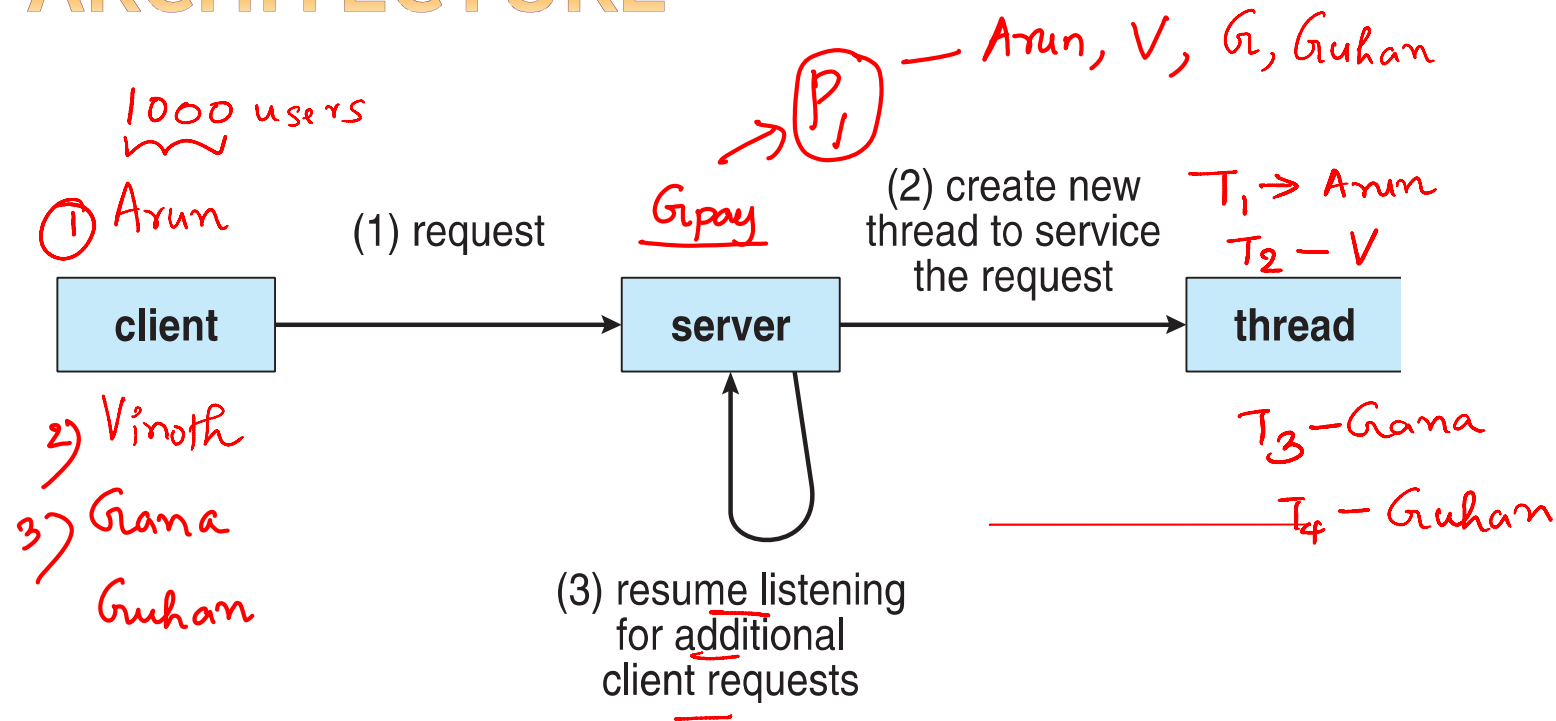 ARCHITECTURE
P1 — Arun, V, G, Guhan
1000 users
① Arun
(1) request
Gpay
(2) create new
thread to service
the request
T1 → Arun
T2 — V
client
server
thread
2) Vinoth
3) Gana
Guhan
T3 — Gana
T4 — Guhan
(3) resume listening
for additional
client requests